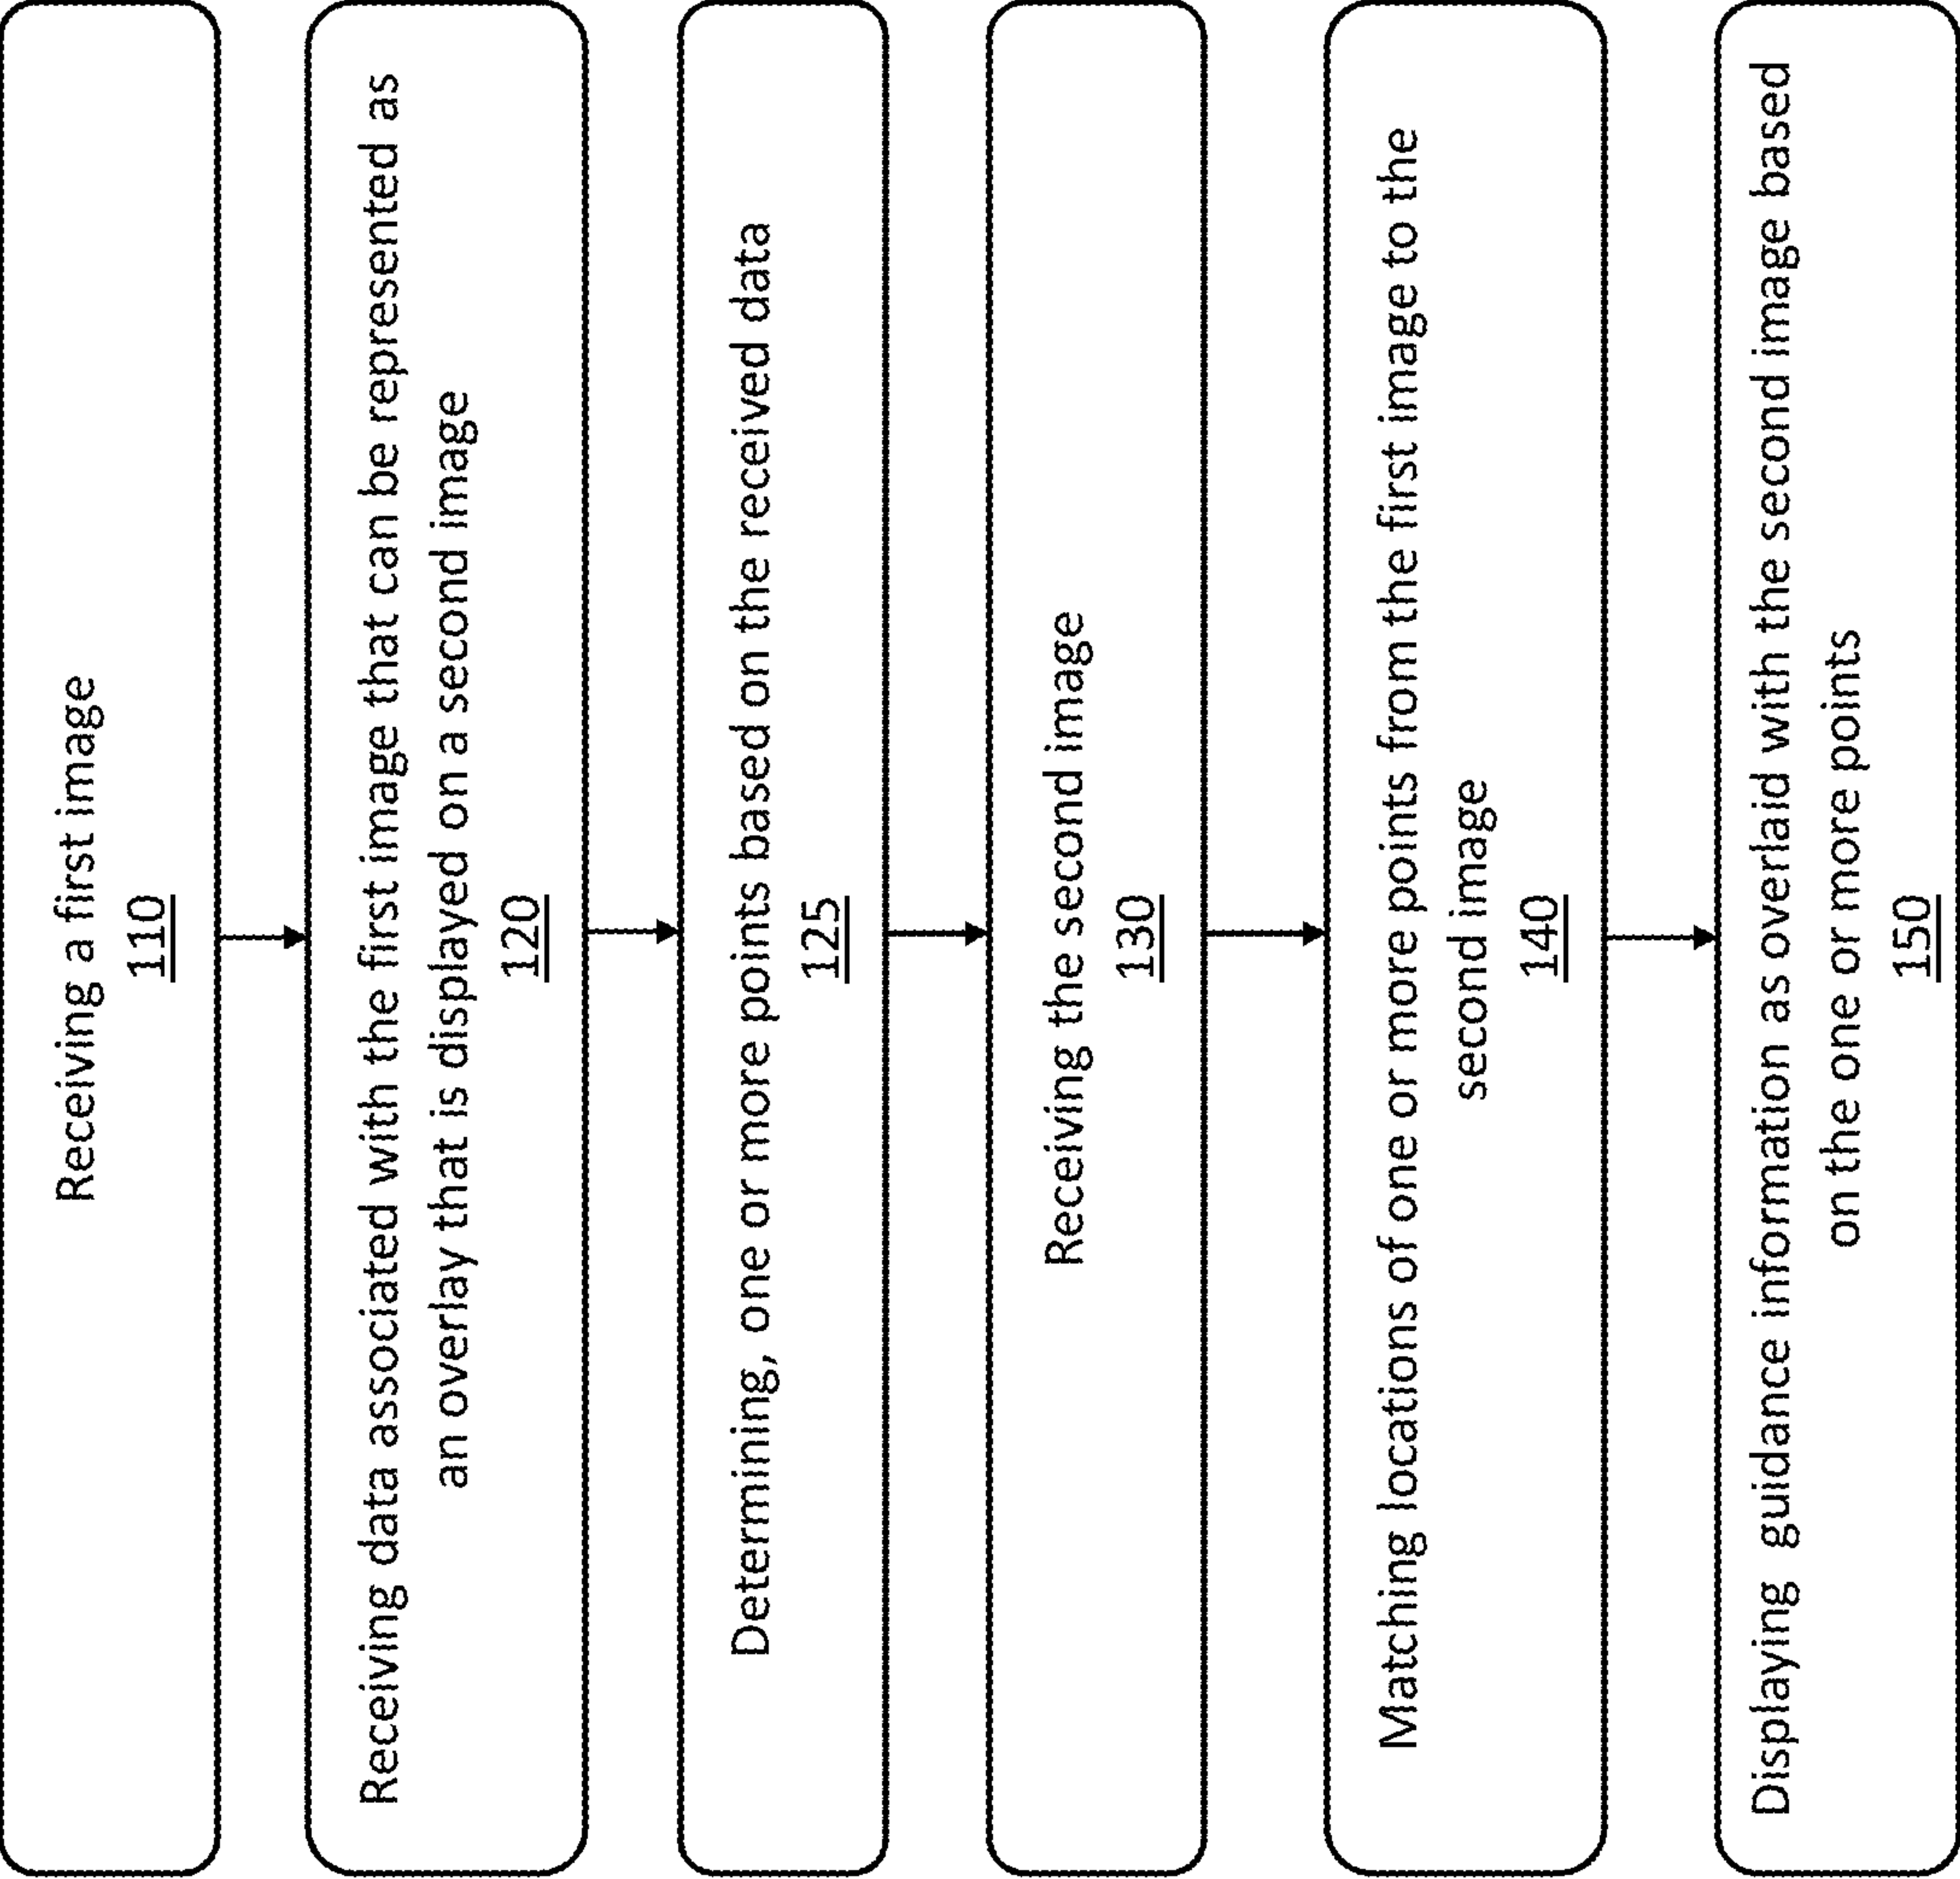 Receiving a first image
110
Receiving data associated with the first image that can be represented as
an overlay that is displayed on a second image
120
Determining, one or more points based on the received data
125
Receiving the second image
130
Matching locations of one or more points from the first image to the
second image
140
Displaying guidance information as overlaid with the second image based
on the one or more points
150